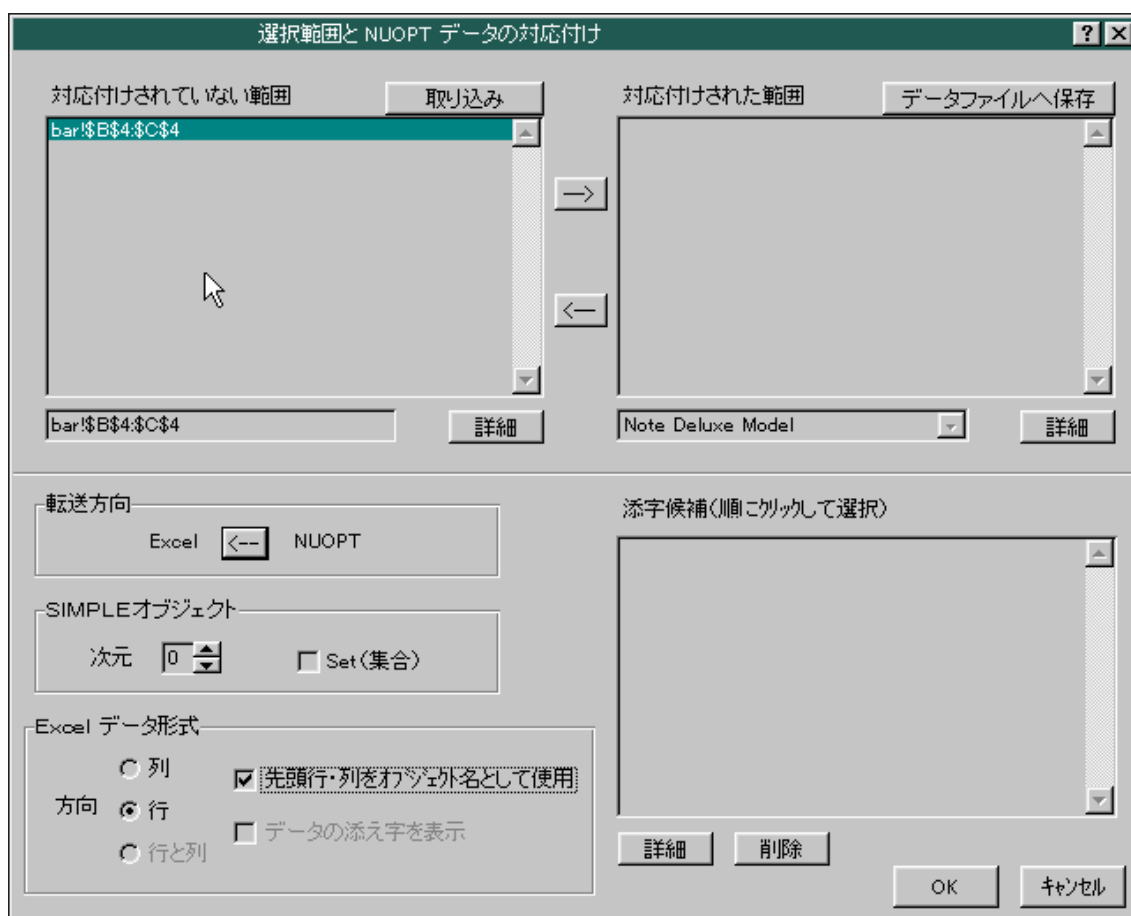 選択範囲と NUOPT データの対応付け
対応付けされていない範囲
取り込み
対応付けされた範囲
データファイルへ保存
bar!$B$4:$C$4
-->
<--
bar!$B$4:$C$4
詳細
Note Deluxe Model
詳細
転送方向
Excel <-- NUOPT
添字候補(順にクリックして選択)
SIMPLEオブジェクト
次元 0 Set(集合)
Excel データ形式
方向
列
行
行と列
先頭行・列をオブジェクト名として使用
データの添え字を表示
詳細
削除
OK
キャンセル